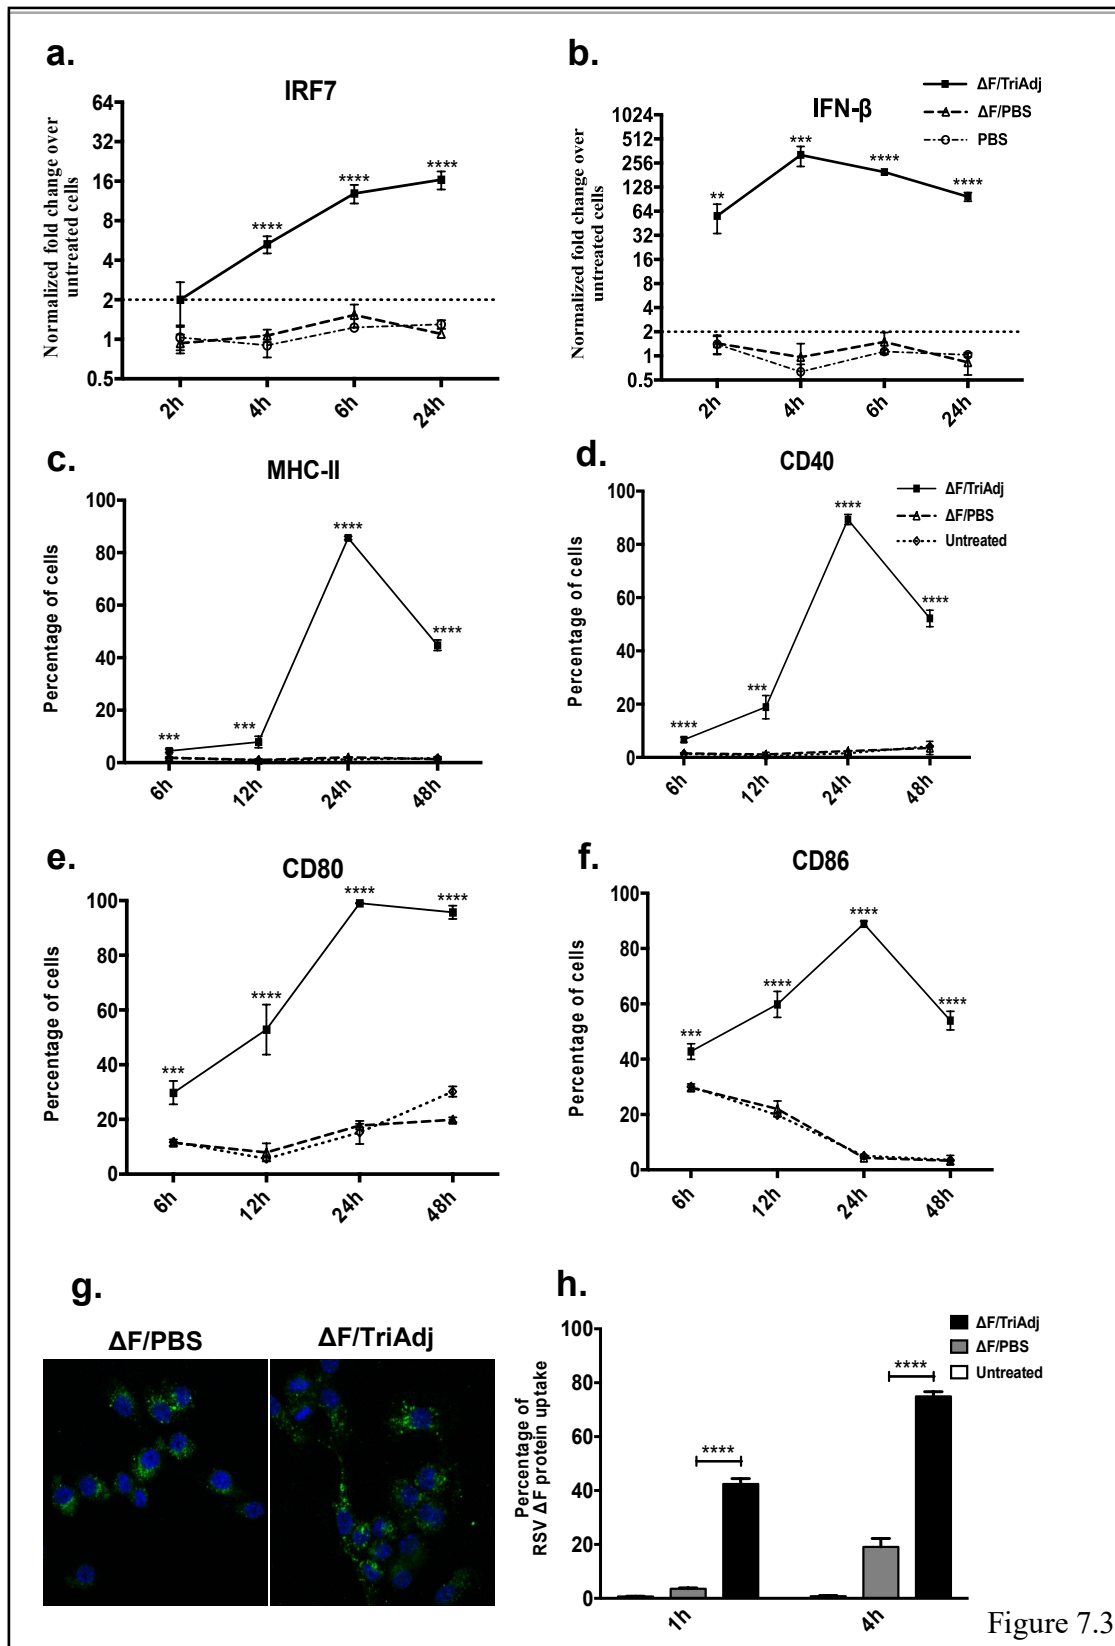 a.
IRF7
Normalized fold change over
untreated cells
64
32
16
8
4
2
1
0.5
****
****
****
2h
4h
6h
24h
b.
IFN-β
ΔF/TriAdj
ΔF/PBS
PBS
Normalized fold change over
untreated cells
1024
512
256
128
64
32
16
8
4
2
1
0.5
**
***
****
****
2h
4h
6h
24h
c.
MHC-II
Percentage of cells
100
80
60
40
20
0
***
***
****
****
6h
12h
24h
48h
d.
CD40
ΔF/TriAdj
ΔF/PBS
Untreated
Percentage of cells
100
80
60
40
20
0
****
***
****
****
6h
12h
24h
48h
e.
CD80
Percentage of cells
100
80
60
40
20
0
***
****
****
****
6h
12h
24h
48h
f.
CD86
Percentage of cells
100
80
60
40
20
0
***
****
****
****
6h
12h
24h
48h
g.
ΔF/PBS
ΔF/TriAdj
h.
ΔF/TriAdj
ΔF/PBS
Untreated
Percentage of
RSV ΔF protein uptake
100
80
60
40
20
0
****
****
1h
4h
Figure 7.3